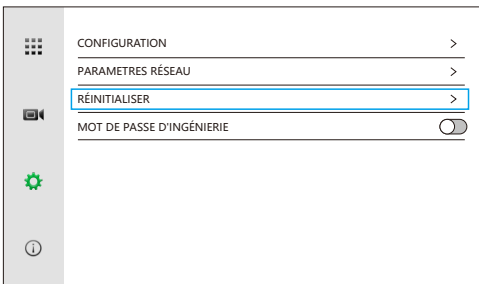 CONFIGURATION
PARAMETRES RÉSEAU
RÉINITIALISER
MOT DE PASSE D'INGÉNIERIE